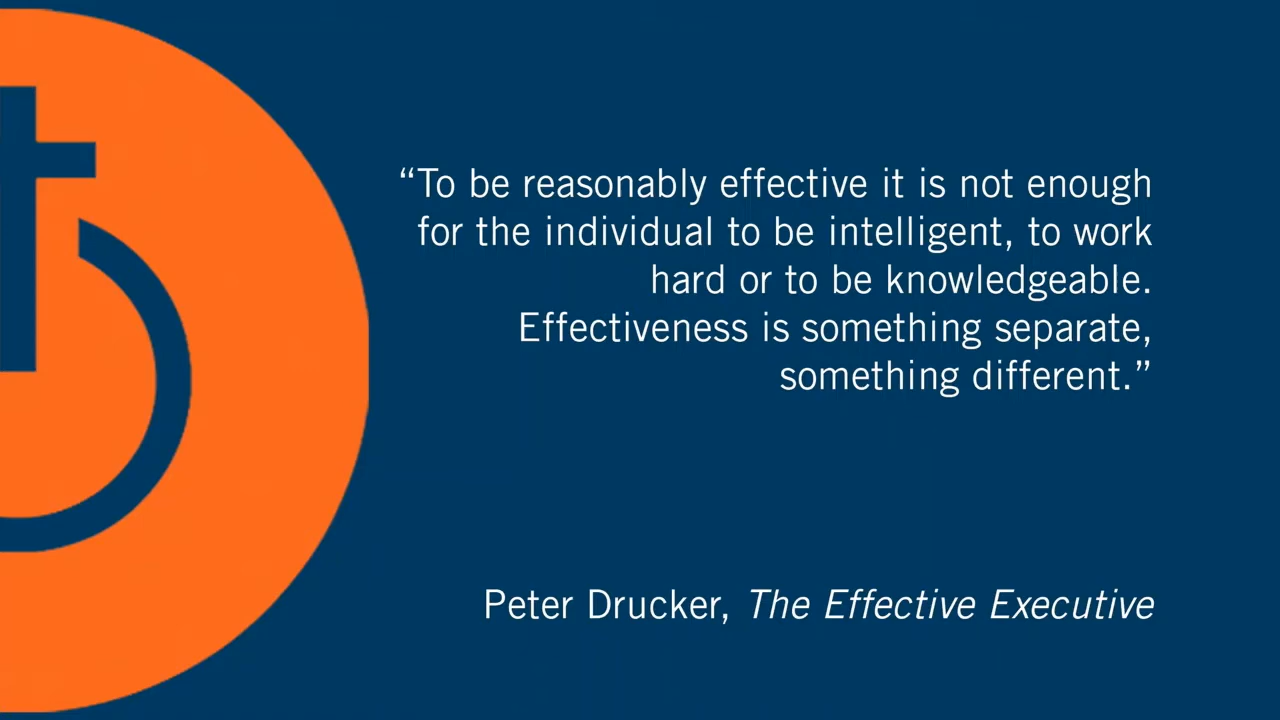 “To be reasonably effective it is not enough
for the individual to be intelligent, to work
hard or to be knowledgeable.
Effectiveness is something separate,
something different.”
Peter Drucker, The Effective Executive